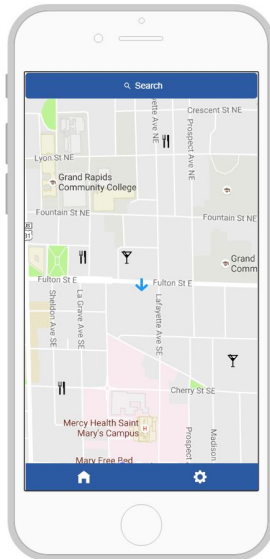 Search
Crescent St NE
ette Ave NE
Prospect Ave NE
Lyon St NE
Grand Rapids
Community College
Fountain St NE
Fountain St NE
Grand
Comm
Fulton St E
Fulton St E
Sheldon Ave SE
La Grave Ave SE
Lafayette Ave SE
Cherry St SE
Mercy Health Saint
Mary's Campus
H
Prospect
Madison
Mary Free Bed